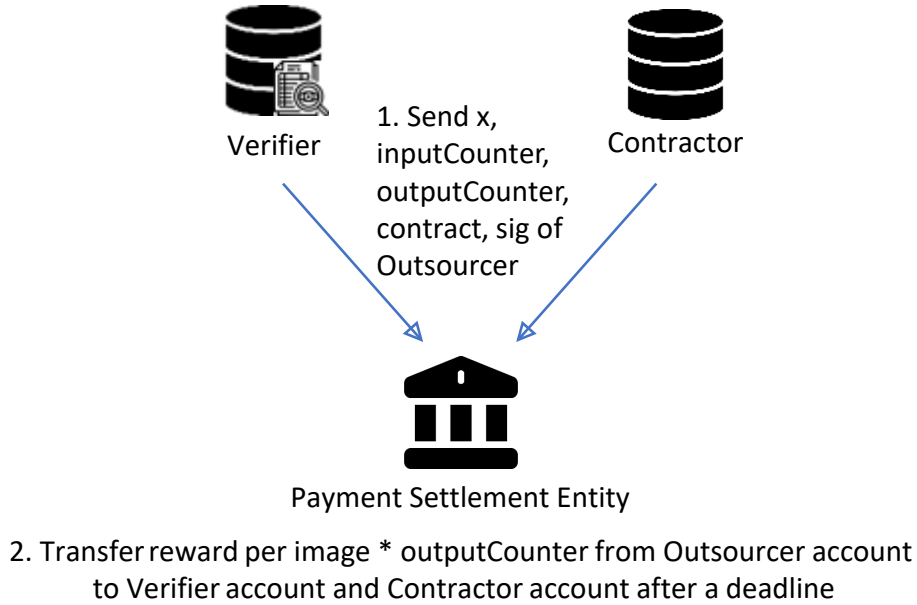 Verifier
1. Send x,
inputCounter,
outputCounter,
contract, sig of
Outsourcer
Contractor
Payment Settlement Entity
2. Transfer reward per image * outputCounter from Outsourcer account
to Verifier account and Contractor account after a deadline